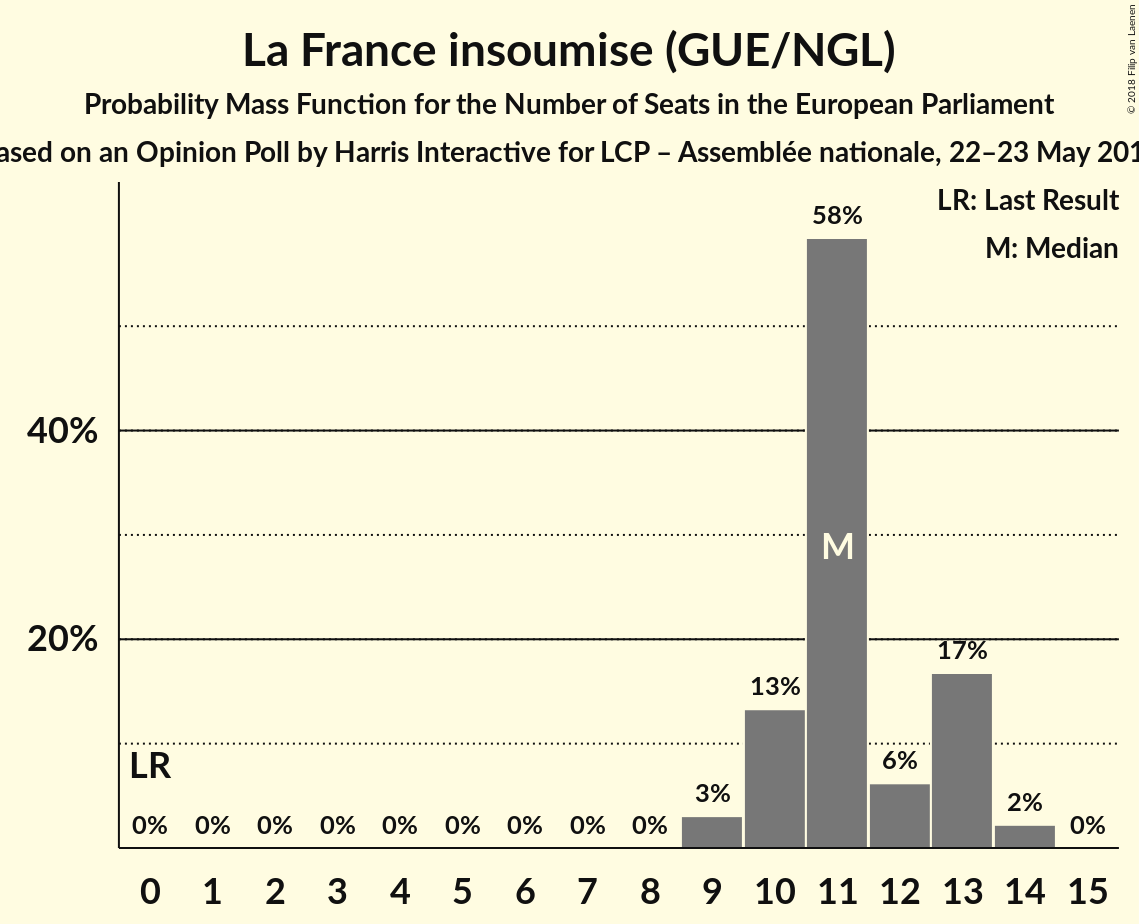 La France insoumise (GUE/NGL)
Probability Mass Function for the Number of Seats in the European Parliament
ased on an Opinion Poll by Harris Interactive for LCP – Assemblée nationale, 22–23 May 201
© 2018 Filip van Laenen
LR: Last Result
M: Median
58%
40%
M
20%
17%
13%
LR
6%
3%
2%
0% 0% 0% 0% 0% 0% 0% 0% 0% 0%
0 1 2 3 4 5 6 7 8 9 10 11 12 13 14 15